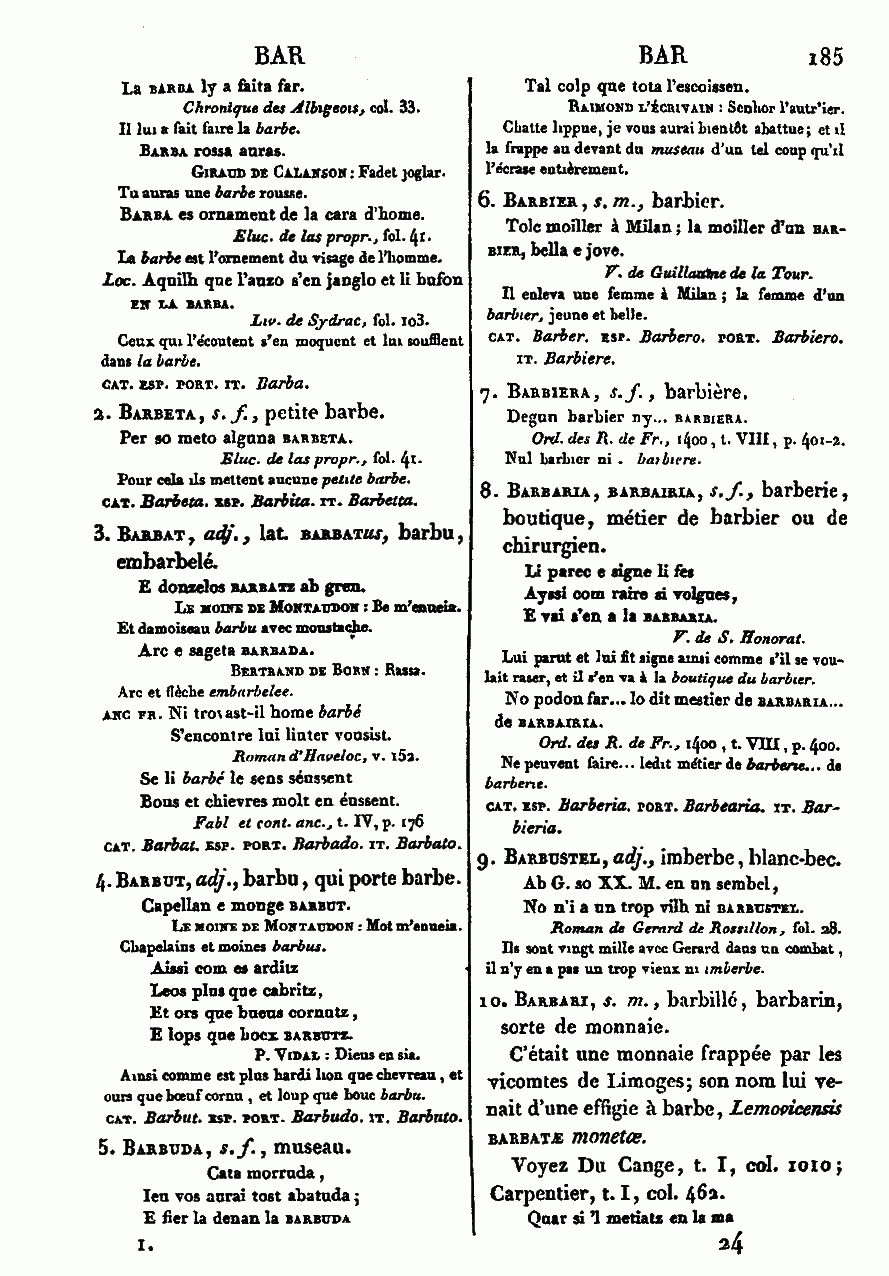 BAR
BAR 185
La BARBA ly a faita far.
Chronique des Albigeois, col. 33.
Il lui a fait faire la barbe.
BARBA rossa auras.
GIRAUD DE CALANSON : Fadet joglar.
Tu auras une barbe rousse.
BARBA es ornament de la cara d'home.
Eluc. de las propr., fol. 41.
La barbe est l'ornement du visage de l'homme.
Loc. Aquilh que l'auzo s'en janglo et li bufon
EN LA BARBA.
Liv. de Sydrac, fol. 103.
Ceux qui l'écoutent s'en moquent et lui soufflent
dans la barbe.
CAT. ESP. PORT. IT. Barba.
2. BARBETA, s. f., petite barbe.
Per so meto alguna BARBETA.
Eluc. de las propr., fol. 41.
Pour cela ils mettent aucune petite barbe.
CAT. Barbeta. ESP. Barbita. IT. Barbetta.
3. BARBAT, adj., lat. BARBATus, barbu,
embarbelé.
E donzelos BARBATZ ab gren.
LE MOINE DE MONTAUDON : Be m'enueia.
Et damoiseau barbu avec moustache.
Arc e sageta BARBADA.
BERTRAND DE BORN : Rassa.
Arc et flèche embarbelee.
ANC FR. Ni trovast-il home barbé
S'encontre lui linter vousist.
Roman d'Haveloc, v. 152.
Se li barbé le sens séussent
Bous et chievres molt en éussent.
Fabl et cont. anc., t. IV, p. 176
CAT. Barbat. ESP. PORT. Barbado. IT. Barbato.
4. BARBUT, adj., barbu, qui porte barbe.
Capellan e monge BARBUT.
LE MOINE DE MONTAUDON : Mot m'enueia.
Chapelains et moines barbus.
Aissi com es arditz
Leos plus que cabritz,
Et ors que bueus cornutz,
E lops que bocx BARBUTZ.
P. VIDAL : Dieus en sia.
Ainsi comme est plus hardi lion que chevreau, et
ours que bœuf cornu, et loup que bouc barbu.
CAT. Barbut. ESP. PORT. Barbudo. IT. Barbuto.
5. BARBUDA, s. f., museau.
Cata morruda,
Ieu vos aurai tost abatuda;
E fier la denan la BARBUDA
I.
Tal colp que tota l'escoissen.
RAIMOND L'ÉCRIVAIN : Senhor l'autr'ier.
Chatte lippue, je vous aurai bientôt abattue; et il
la frappe au devant du museau d'un tel coup qu'il
l'écrase entièrement.
6. BARBIER, s. m., barbier.
Tolc moiller à Milan; la moiller d'un BAR-
BIER, bella e jove.
V. de Guillaume de la Tour.
Il enleva une femme à Milan; la femme d'un
barbier, jeune et belle.
CAT. Barber. ESP. Barbero. PORT. Barbiero.
IT. Barbiere.
7. BARBIERA, s. f., barbière.
Degun barbier ny... BARBIERA.
Ord. des R. de Fr., 1400, t. VIII, p. 401-2.
Nul barbier ni . barbiere.
8. BARBARIA, BARBAIRIA, s. f., barberie,
boutique, métier de barbier ou de
chirurgien.
Li parec e signe li fes
Ayssi com raire si volgues,
E vai s'en a la BARBARIA.
V. de S. Honorat.
Lui parut et lui fit signe ainsi comme s'il se vou-
lait raser, et il s'en va à la boutique du barbier.
No podon far... lo dit mestier de BARBARIA...
de BARBAIRIA.
Ord. des R. de Fr., 1400, t. VIII, p. 400.
Ne peuvent faire... ledit métier de barberie... de
barberie.
CAT. ESP. Barberia. PORT. Barbearia. IT. Bar-
bieria.
9. BARBUSTEL, adj., imberbe, blanc-bec.
Ab G. so XX. M. en un sembel,
No n'i a un trop vilh ni BARBUSTEL.
Roman de Gerard de Rossillon, fol. 28.
Ils sont vingt mille avec Gerard dans un combat,
il n'y en a pas un trop vieux ni imberbe.
10. BARBARI, s. m., barbillé, barbarin,
sorte de monnaie.
C'était une monnaie frappée par les
vicomtes de Limoges; son nom lui ve-
nait d'une effigie à barbe, Lemovicensis
BARBATÆ monetæ.
Voyez Du Cange, t. I, col. 1010;
Carpentier, t. I, col. 462.
Quar si 'l metiatz en la ma
24